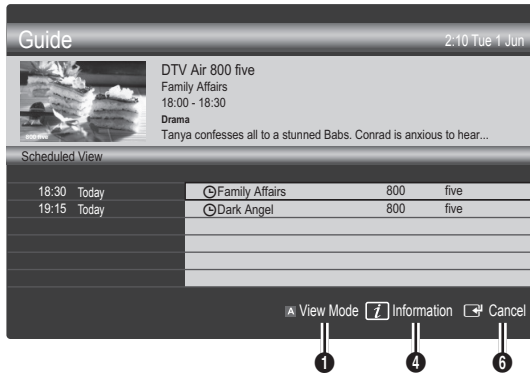 Guide 2:10 Tue 1 Jun
DTV Air 800 five
Family Affairs
18:00 - 18:30
Drama
Tanya confesses all to a stunned Babs. Conrad is anxious to hear...
800 five
Scheduled View
18:30 Today Family Affairs 800 five
19:15 Today Dark Angel 800 five
A View Mode i Information Cancel
1 4 6